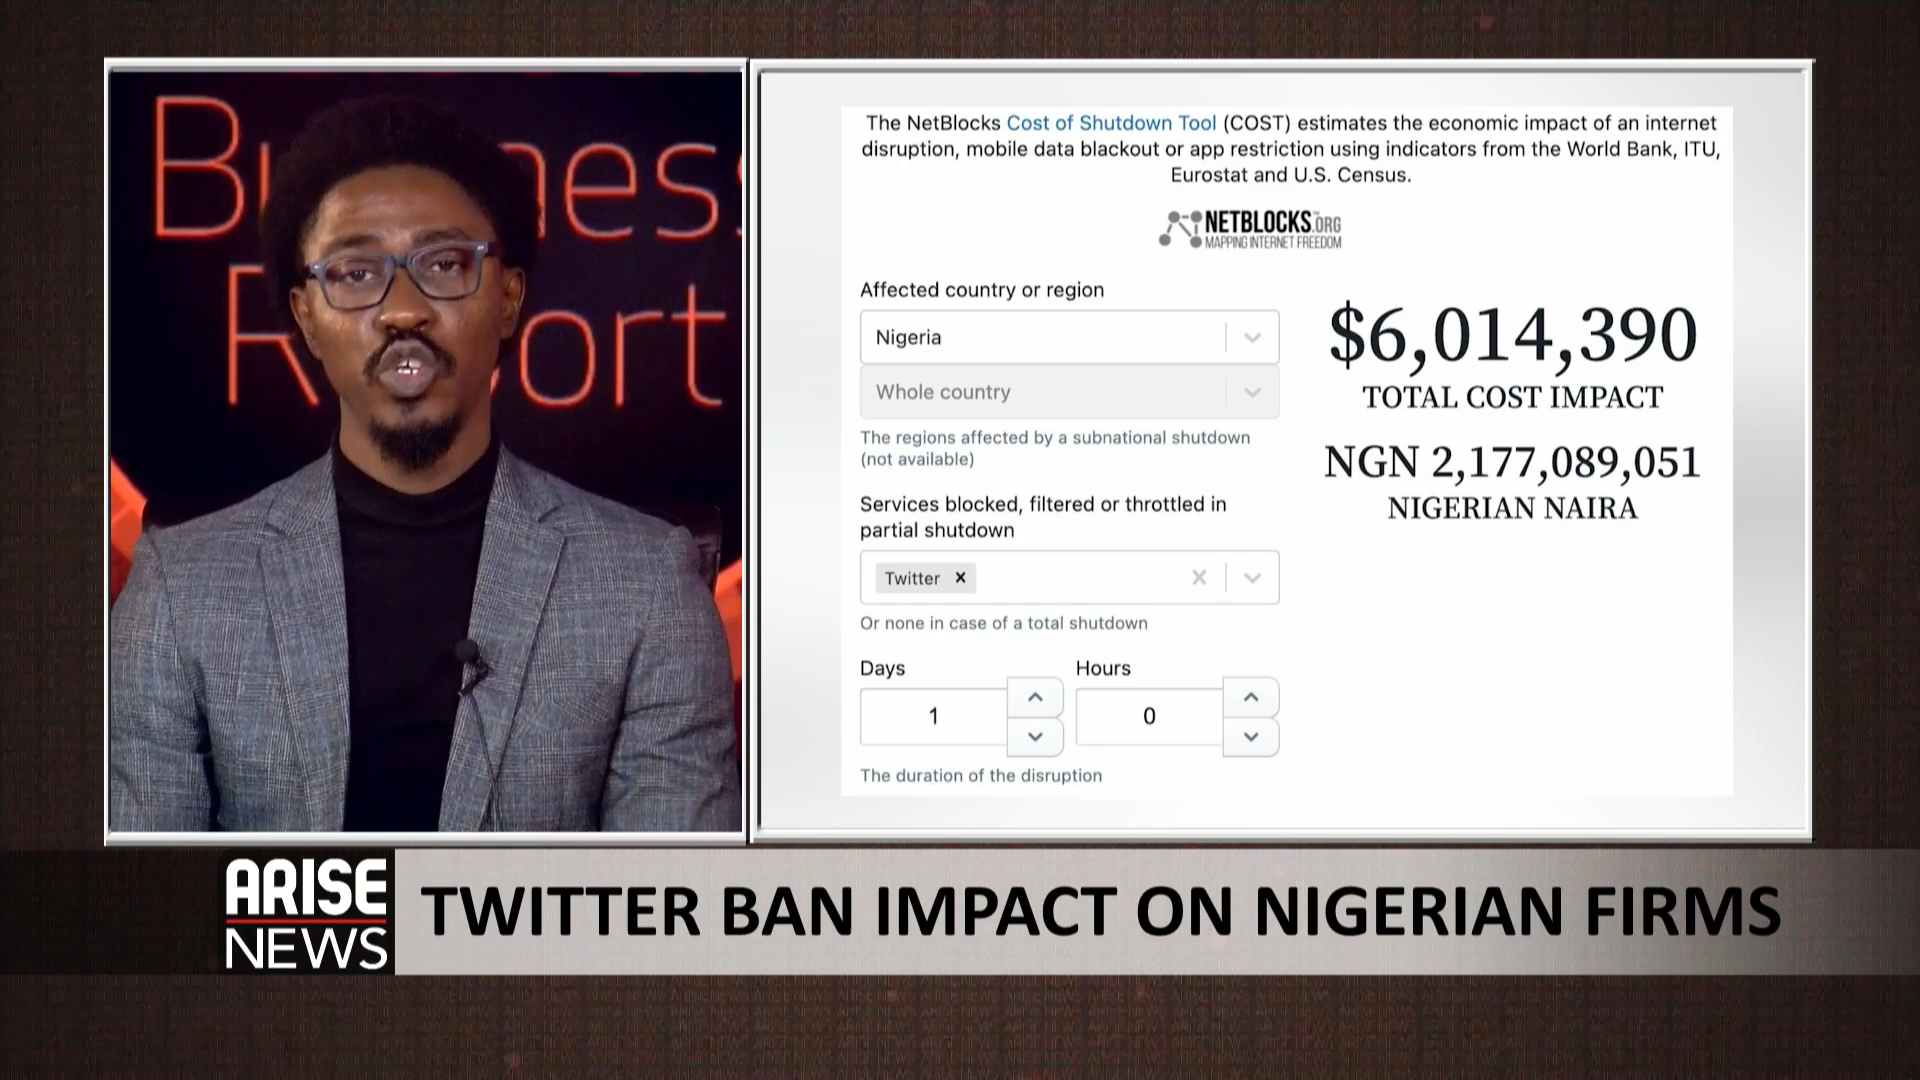 The NetBlocks Cost of Shutdown Tool (COST) estimates the economic impact of an internet
disruption, mobile data blackout or app restriction using indicators from the World Bank, ITU,
Eurostat and U.S. Census.
NETBLOCKS.ORG
MAPPING INTERNET FREEDOM
Affected country or region
Nigeria
Whole country
The regions affected by a subnational shutdown
(not available)
Services blocked, filtered or throttled in
partial shutdown
Twitter ×
Or none in case of a total shutdown
Days
Hours
1
0
The duration of the disruption
$6,014,390
TOTAL COST IMPACT
NGN 2,177,089,051
NIGERIAN NAIRA
ARISE
NEWS
TWITTER BAN IMPACT ON NIGERIAN FIRMS